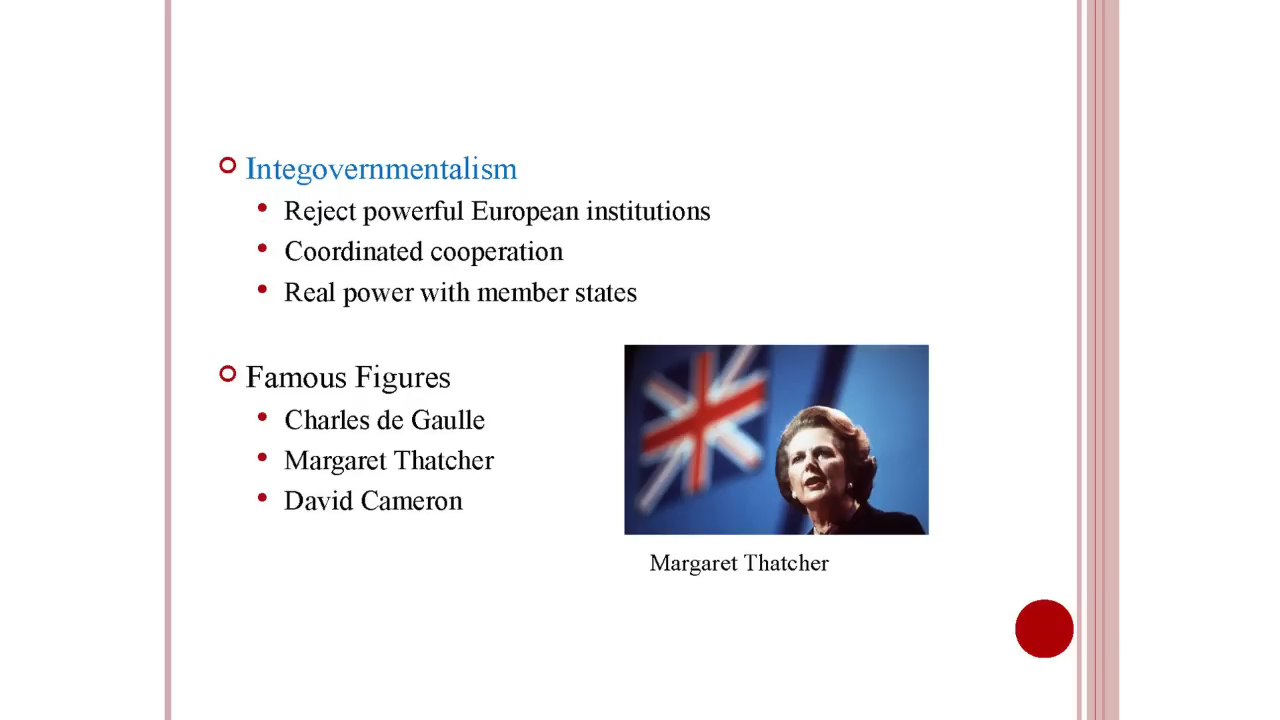 Integovernmentalism
Reject powerful European institutions
Coordinated cooperation
Real power with member states
Famous Figures
Charles de Gaulle
Margaret Thatcher
David Cameron
Margaret Thatcher